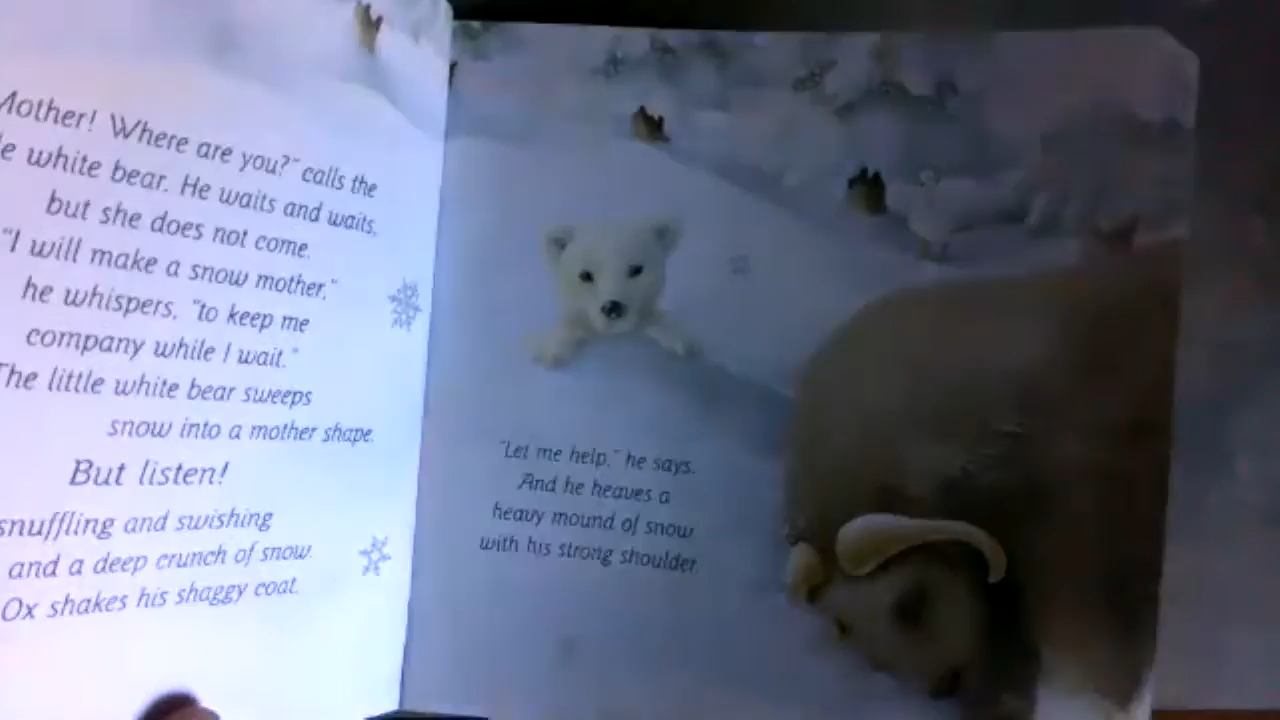 Mother! Where are you?" calls the
white bear. He waits and waits,
but she does not come.
"I will make a snow mother,"
he whispers, "to keep me
company while I wait."
The little white bear sweeps
snow into a mother shape.
But listen!
snuffling and swishing
and a deep crunch of snow.
Ox shakes his shaggy coat.
"Let me help," he says.
And he heaves a
heavy mound of snow
with his strong shoulder.